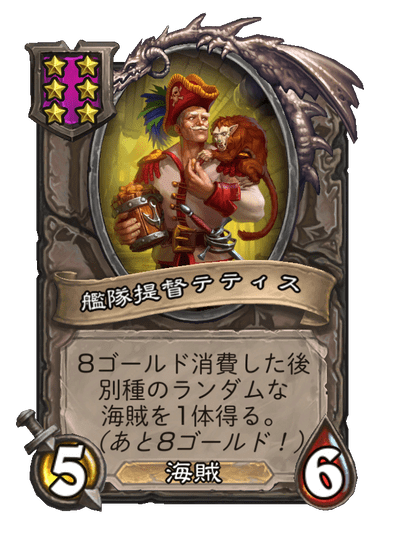 艦隊提督テティス
8ゴールド消費した後
別種のランダムな
海賊を1体得る。
(あと8ゴールド!)
5
海賊
6